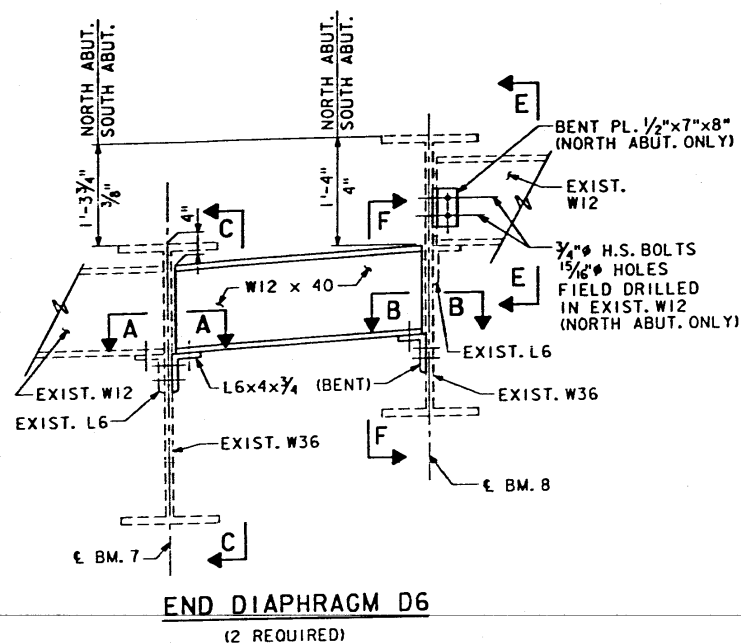 NORTH ABUT.
SOUTH ABUT.
NORTH ABUT.
SOUTH ABUT.
1'-3¾"
⅜"
4"
1'-4"
4"
E
BENT PL. ½"x7"x8"
(NORTH ABUT. ONLY)
EXIST.
W12
C
F
¾"ø H.S. BOLTS
15/16"ø HOLES
FIELD DRILLED
IN EXIST. W12
(NORTH ABUT. ONLY)
E
W12 x 40
A
A
B
B
EXIST. L6
EXIST. W12
EXIST. L6
L6x4x¾
(BENT)
EXIST. W36
EXIST. W36
F
℄ BM. 8
℄ BM. 7
C
END DIAPHRAGM D6
(2 REQUIRED)